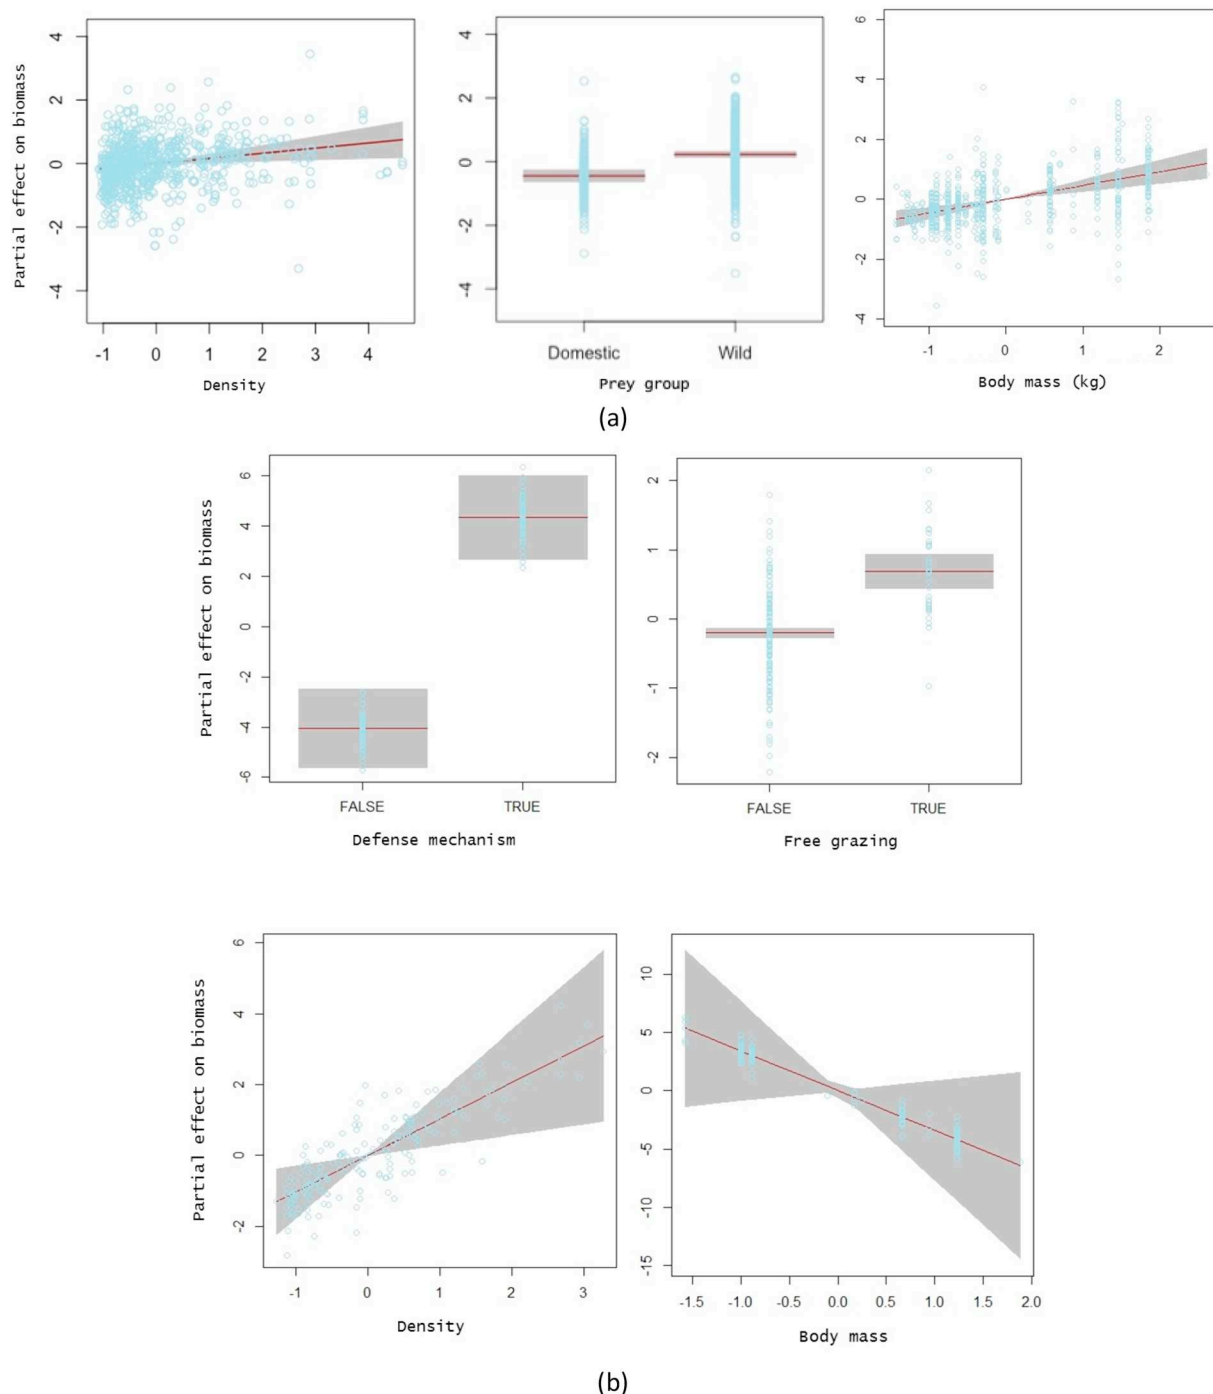 Partial effect on biomass
4
2
0
-2
-4
-1 0 1 2 3 4
Density
4
2
0
-2
-4
Domestic Wild
Prey group
6
4
2
0
-2
-4
-1 0 1 2
Body mass (kg)
(a)
Partial effect on biomass
6
4
2
0
-2
-4
-6
FALSE TRUE
Defense mechanism
2
1
0
-1
-2
FALSE TRUE
Free grazing
Partial effect on biomass
6
4
2
0
-2
-1 0 1 2 3
Density
10
5
0
-5
-10
-15
-1.5 -1.0 -0.5 0.0 0.5 1.0 1.5 2.0
Body mass
(b)